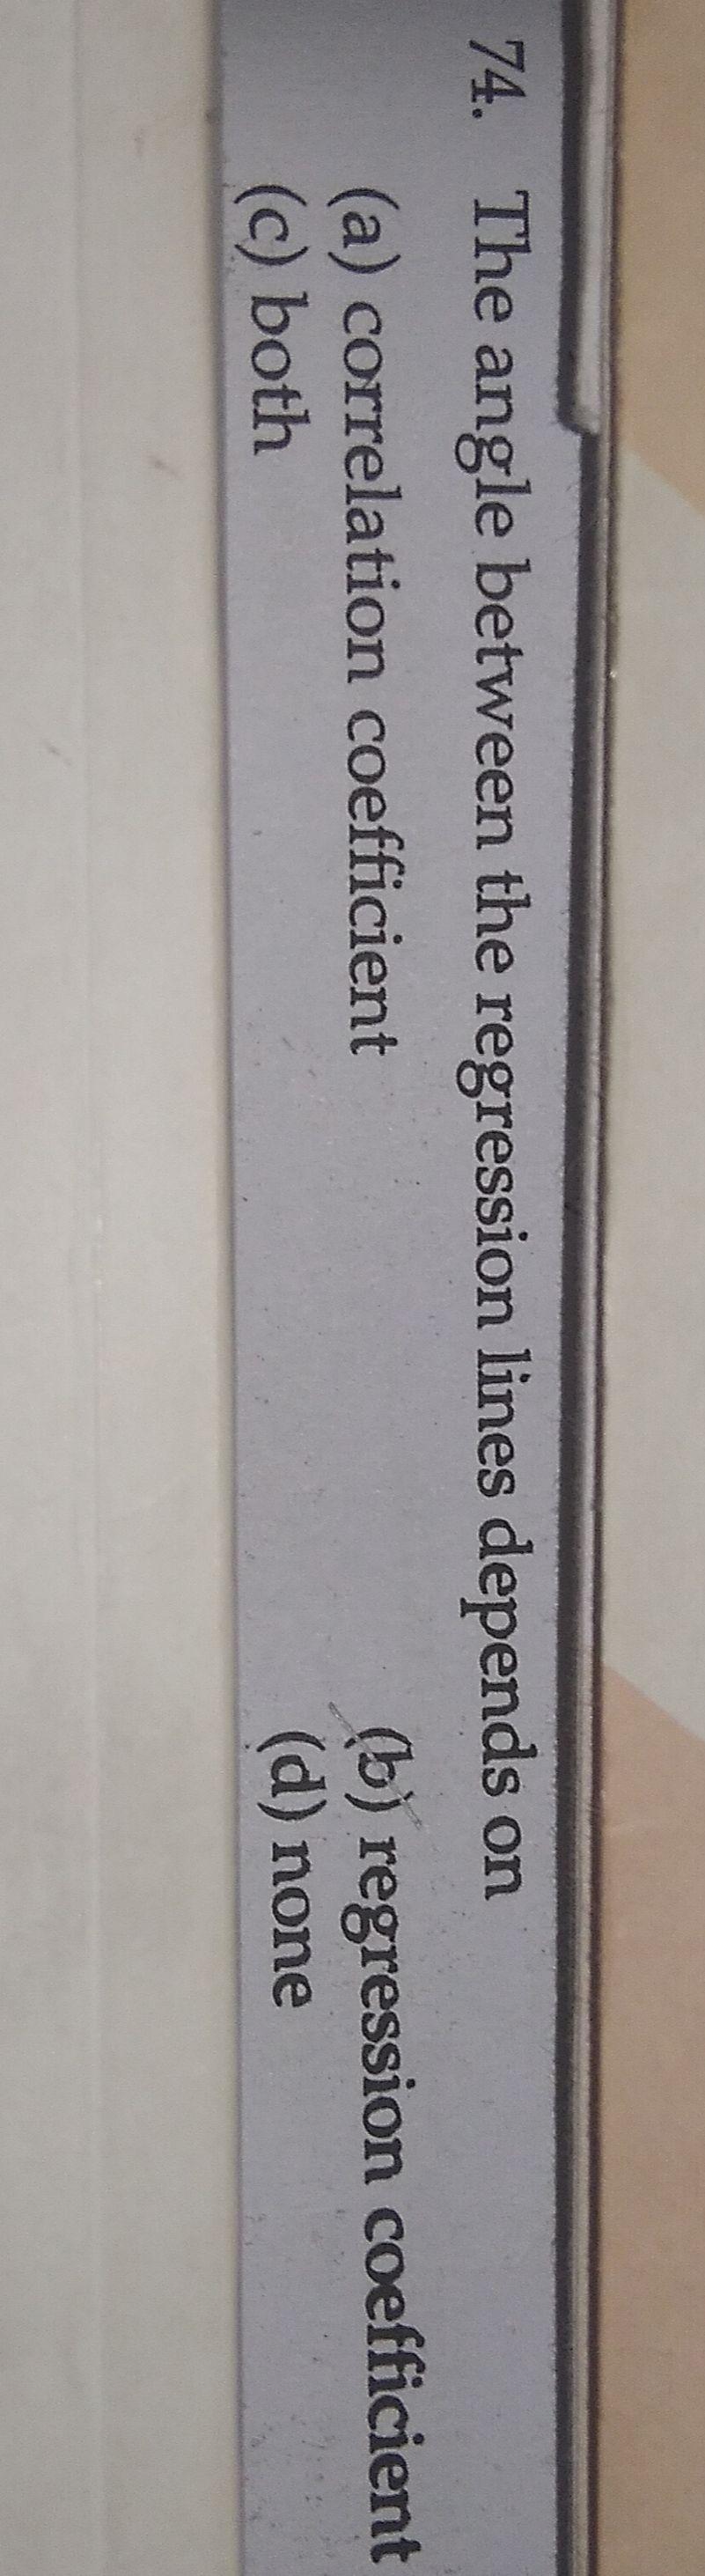 74. The angle between the regression lines depends on
(a) correlation coefficient (b) regression coefficient
(c) both (d) none